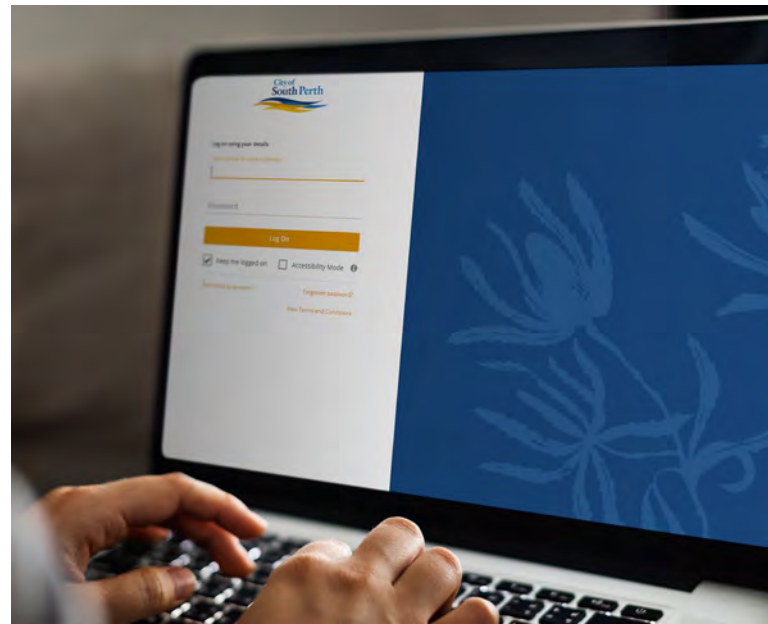 City of
South Perth
Log on using your details
Password
Log On
Keep me logged on Accessibility Mode
Forgotten password?
View Terms and Conditions